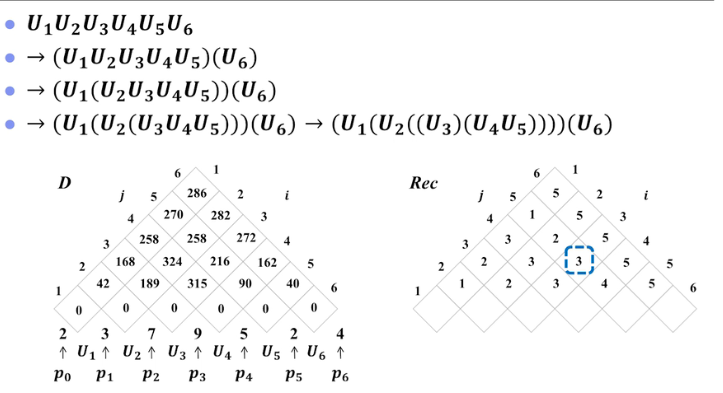 U₁U₂U₃U₄U₅U₆
→ (U₁U₂U₃U₄U₅)(U₆)
→ (U₁(U₂U₃U₄U₅))(U₆)
→ (U₁(U₂(U₃U₄U₅)))(U₆) → (U₁(U₂((U₃)(U₄U₅))))(U₆)
D
6 1
j 5 286 2 i
4 270 282 3
3 258 258 272 4
2 168 324 216 162 5
1 42 189 315 90 40 6
0 0 0 0 0 0
2 3 7 9 5 2 4
↑ U₁ ↑ U₂ ↑ U₃ ↑ U₄ ↑ U₅ ↑ U₆ ↑
p₀ p₁ p₂ p₃ p₄ p₅ p₆
Rec
6 1
j 5 5 2 i
4 1 5 3
3 3 2 5 4
2 2 3 3 5 5
1 1 2 3 4 5 6